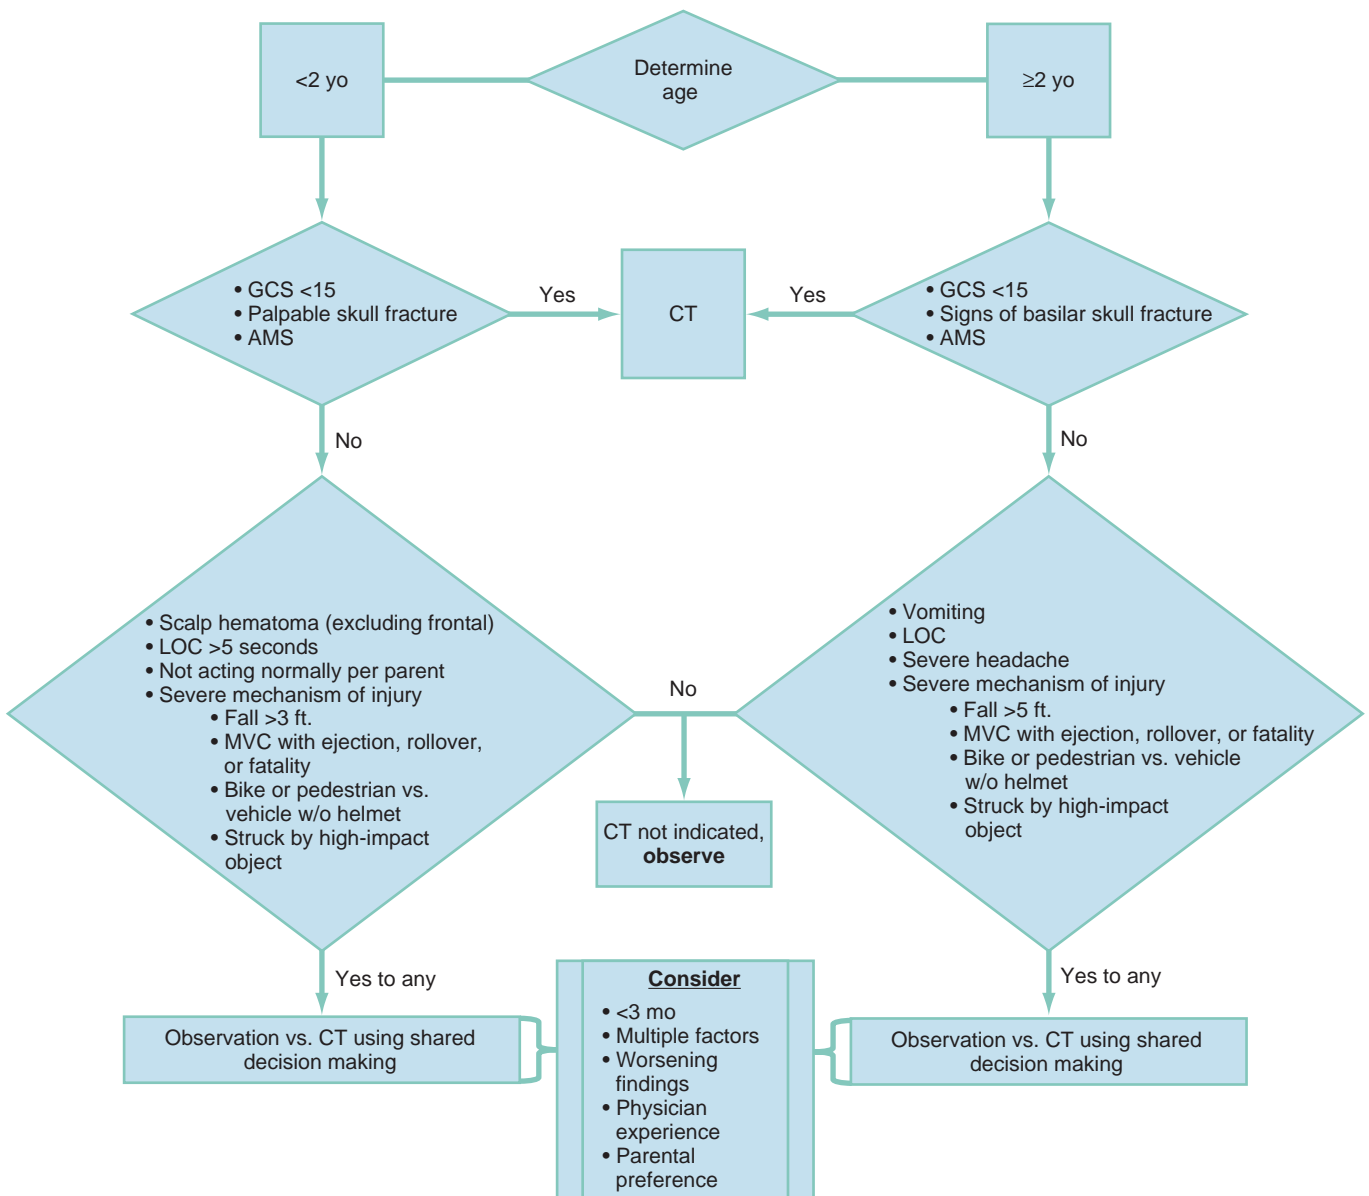 <2 yo
Determine
age
≥2 yo
• GCS <15
• Palpable skull fracture
• AMS
Yes
CT
Yes
• GCS <15
• Signs of basilar skull fracture
• AMS
No
No
• Scalp hematoma (excluding frontal)
• LOC >5 seconds
• Not acting normally per parent
• Severe mechanism of injury
• Fall >3 ft.
• MVC with ejection, rollover,
or fatality
• Bike or pedestrian vs.
vehicle w/o helmet
• Struck by high-impact
object
No
• Vomiting
• LOC
• Severe headache
• Severe mechanism of injury
• Fall >5 ft.
• MVC with ejection, rollover, or fatality
• Bike or pedestrian vs. vehicle
w/o helmet
• Struck by high-impact
object
CT not indicated,
observe
Yes to any
Yes to any
Observation vs. CT using shared
decision making
Consider
• <3 mo
• Multiple factors
• Worsening
findings
• Physician
experience
• Parental
preference
Observation vs. CT using shared
decision making